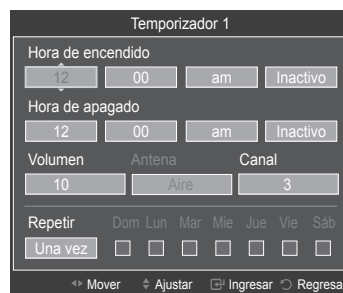 Temporizador 1
Hora de encendido
12 00 am Inactivo
Hora de apagado
12 00 am Inactivo
Volumen Antena Canal
10 Aire 3
Repetir Dom Lun Mar Mie Jue Vie Sáb
Una vez
Mover Ajustar Ingresar Regresa